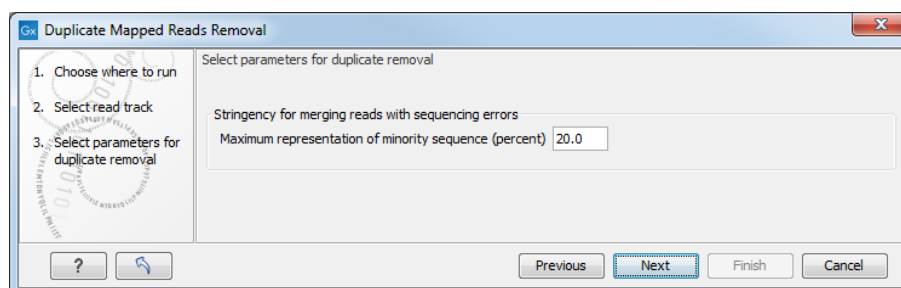 Gx Duplicate Mapped Reads Removal
1. Choose where to run
2. Select read track
3. Select parameters for
duplicate removal
Select parameters for duplicate removal
Stringency for merging reads with sequencing errors
Maximum representation of minority sequence (percent) 20.0
? Previous Next Finish Cancel